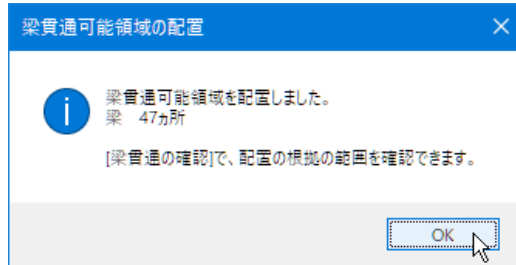 梁貫通可能領域の配置
梁貫通可能領域を配置しました。
梁 47ヵ所
[梁貫通の確認]で、配置の根拠の範囲を確認できます。
OK